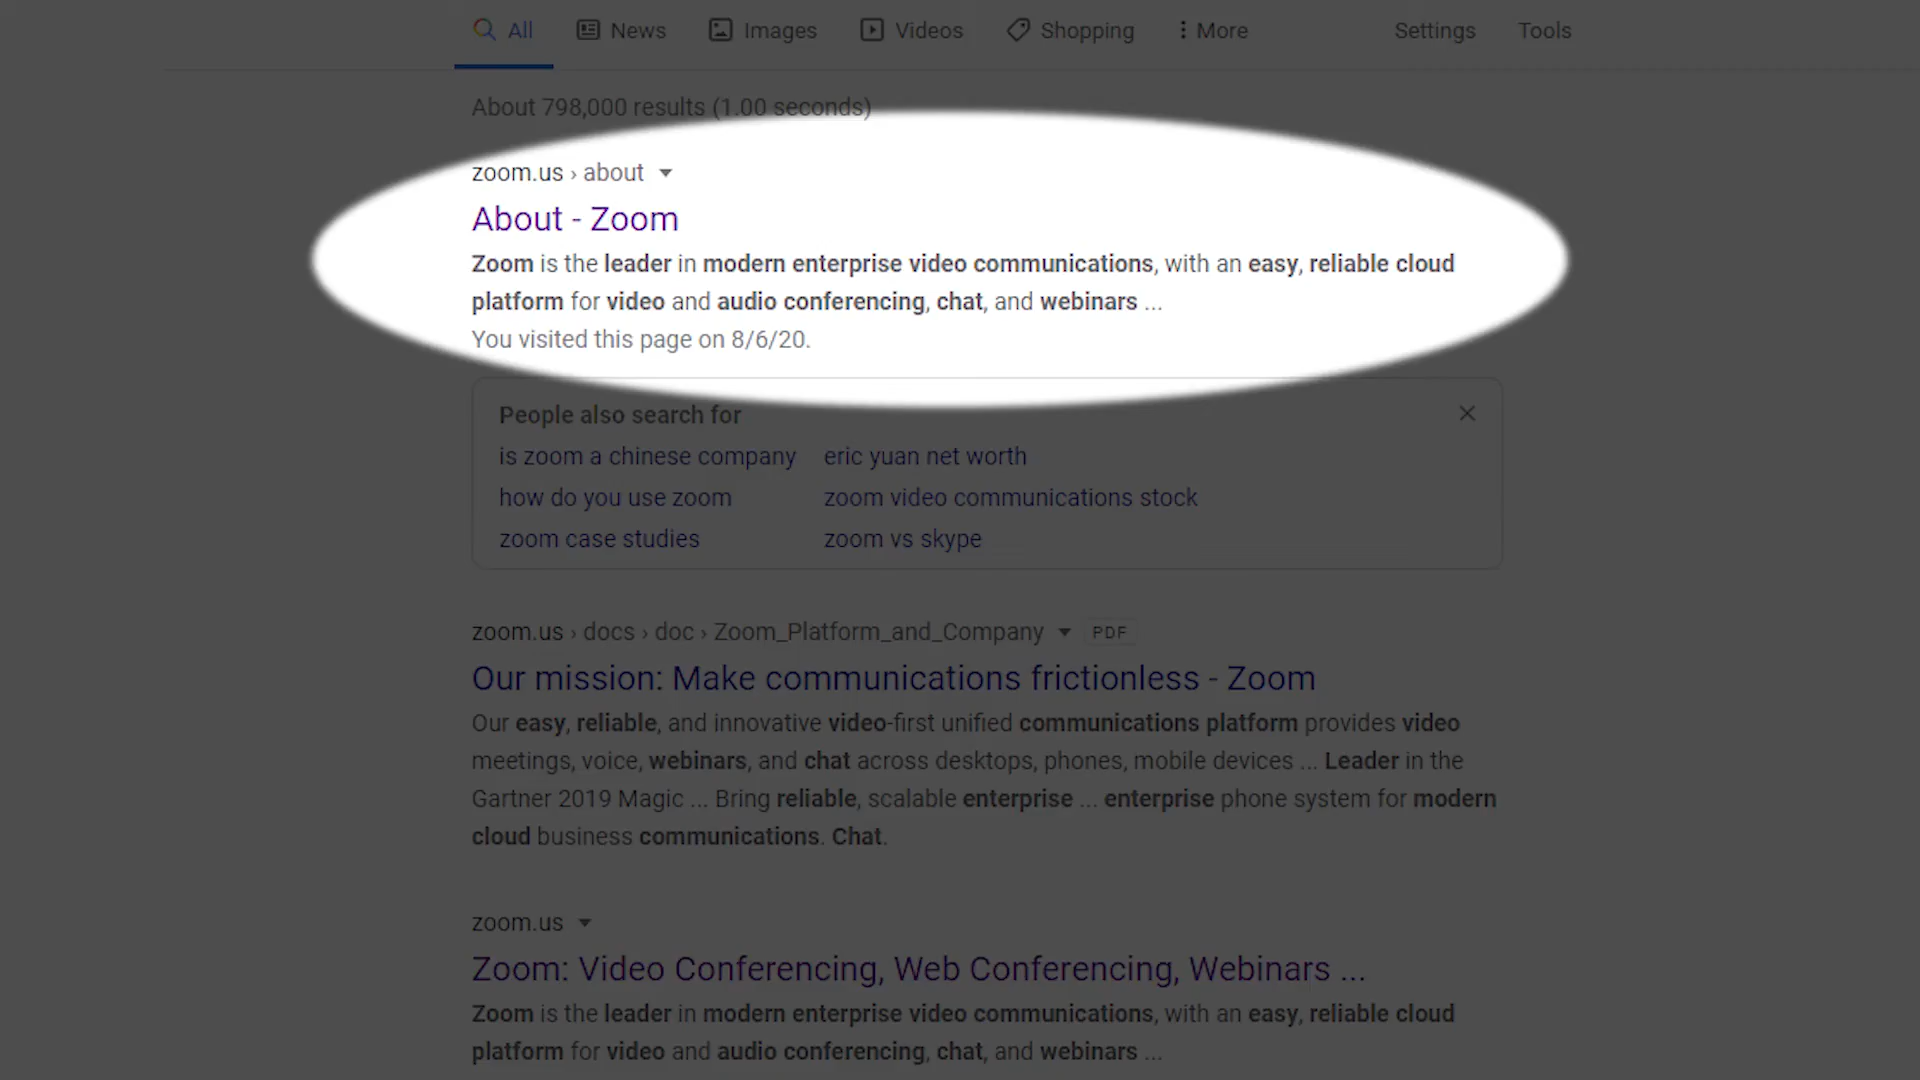 All News Images Videos Shopping More Settings Tools
About 798,000 results (1.00 seconds)
zoom.us › about
About - Zoom
Zoom is the leader in modern enterprise video communications, with an easy, reliable cloud
platform for video and audio conferencing, chat, and webinars ...
You visited this page on 8/6/20.
People also search for
is zoom a chinese company eric yuan net worth
how do you use zoom zoom video communications stock
zoom case studies zoom vs skype
zoom.us › docs › doc › Zoom_Platform_and_Company PDF
Our mission: Make communications frictionless - Zoom
Our easy, reliable, and innovative video-first unified communications platform provides video
meetings, voice, webinars, and chat across desktops, phones, mobile devices ... Leader in the
Gartner 2019 Magic ... Bring reliable, scalable enterprise ... enterprise phone system for modern
cloud business communications. Chat.
zoom.us
Zoom: Video Conferencing, Web Conferencing, Webinars ...
Zoom is the leader in modern enterprise video communications, with an easy, reliable cloud
platform for video and audio conferencing, chat, and webinars ...